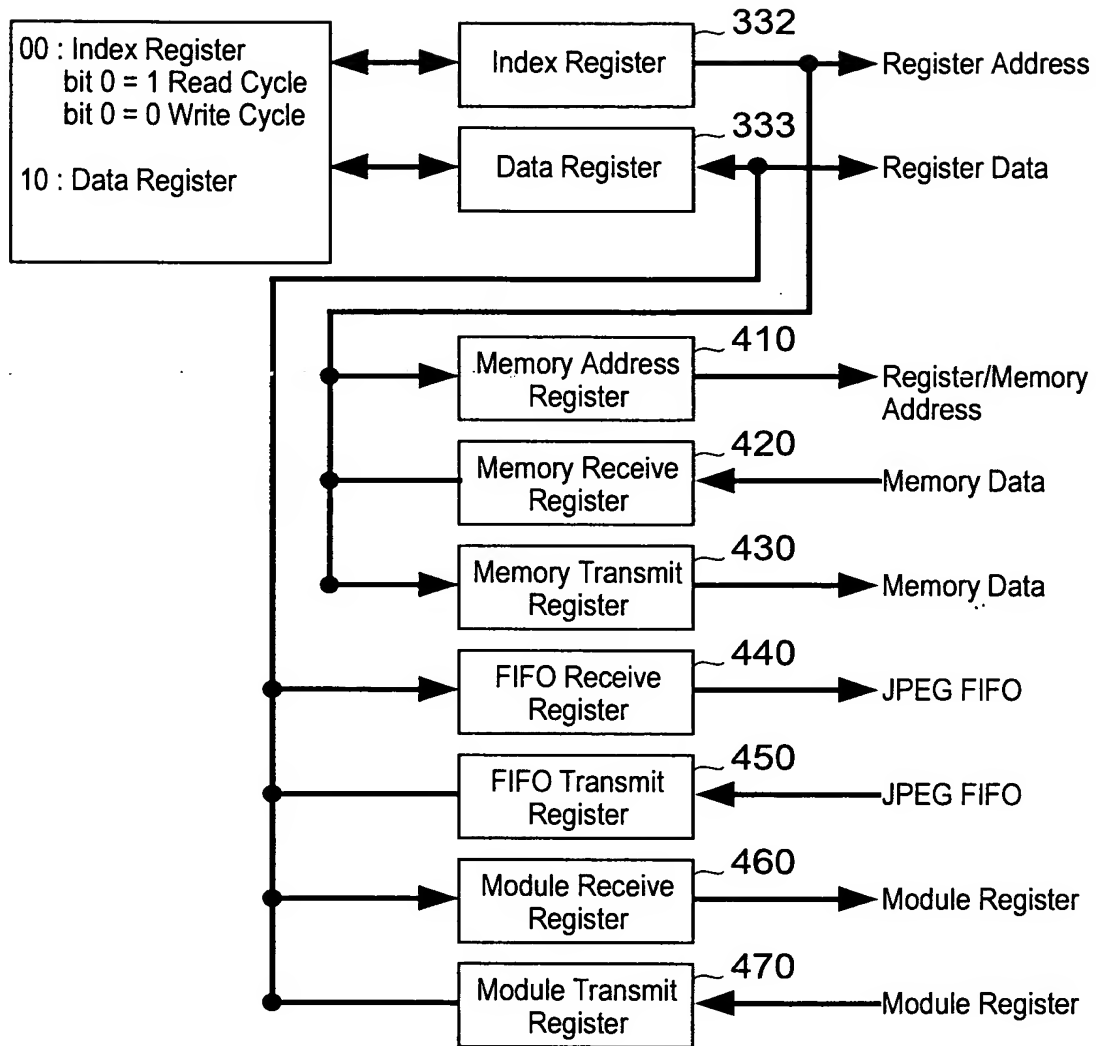 00 : Index Register
bit 0 = 1 Read Cycle
bit 0 = 0 Write Cycle
10 : Data Register
332
Index Register
Register Address
333
Data Register
Register Data
410
Memory Address
Register
Register/Memory
Address
420
Memory Receive
Register
Memory Data
430
Memory Transmit
Register
Memory Data
440
FIFO Receive
Register
JPEG FIFO
450
FIFO Transmit
Register
JPEG FIFO
460
Module Receive
Register
Module Register
470
Module Transmit
Register
Module Register